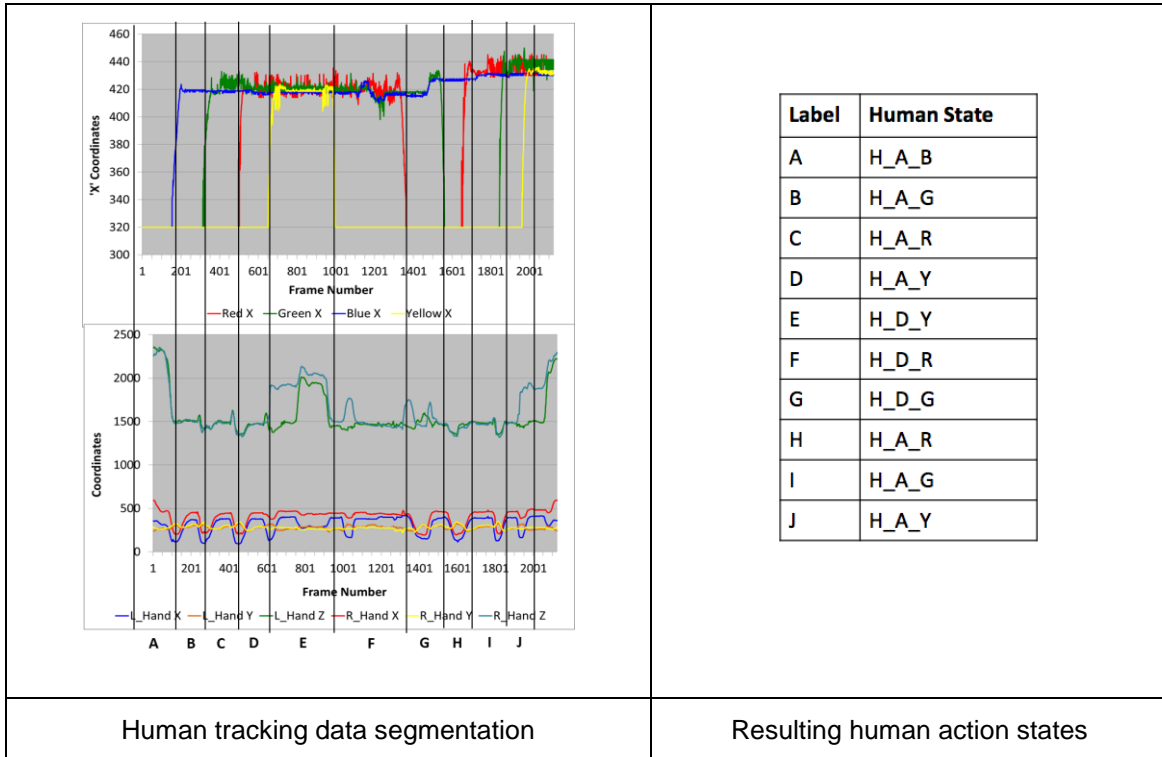 460
440
420
400
380
360
340
320
300
'X' Coordinates
1 201 401 601 801 1001 1201 1401 1601 1801 2001
Frame Number
Red X Green X Blue X Yellow X
2500
2000
1500
1000
500
0
Coordinates
1 201 401 601 801 1001 1201 1401 1601 1801 2001
Frame Number
L_Hand X L_Hand Y L_Hand Z R_Hand X R_Hand Y R_Hand Z
A B C D E F G H I J
Label Human State
A H_A_B
B H_A_G
C H_A_R
D H_A_Y
E H_D_Y
F H_D_R
G H_D_G
H H_A_R
I H_A_G
J H_A_Y
Human tracking data segmentation
Resulting human action states